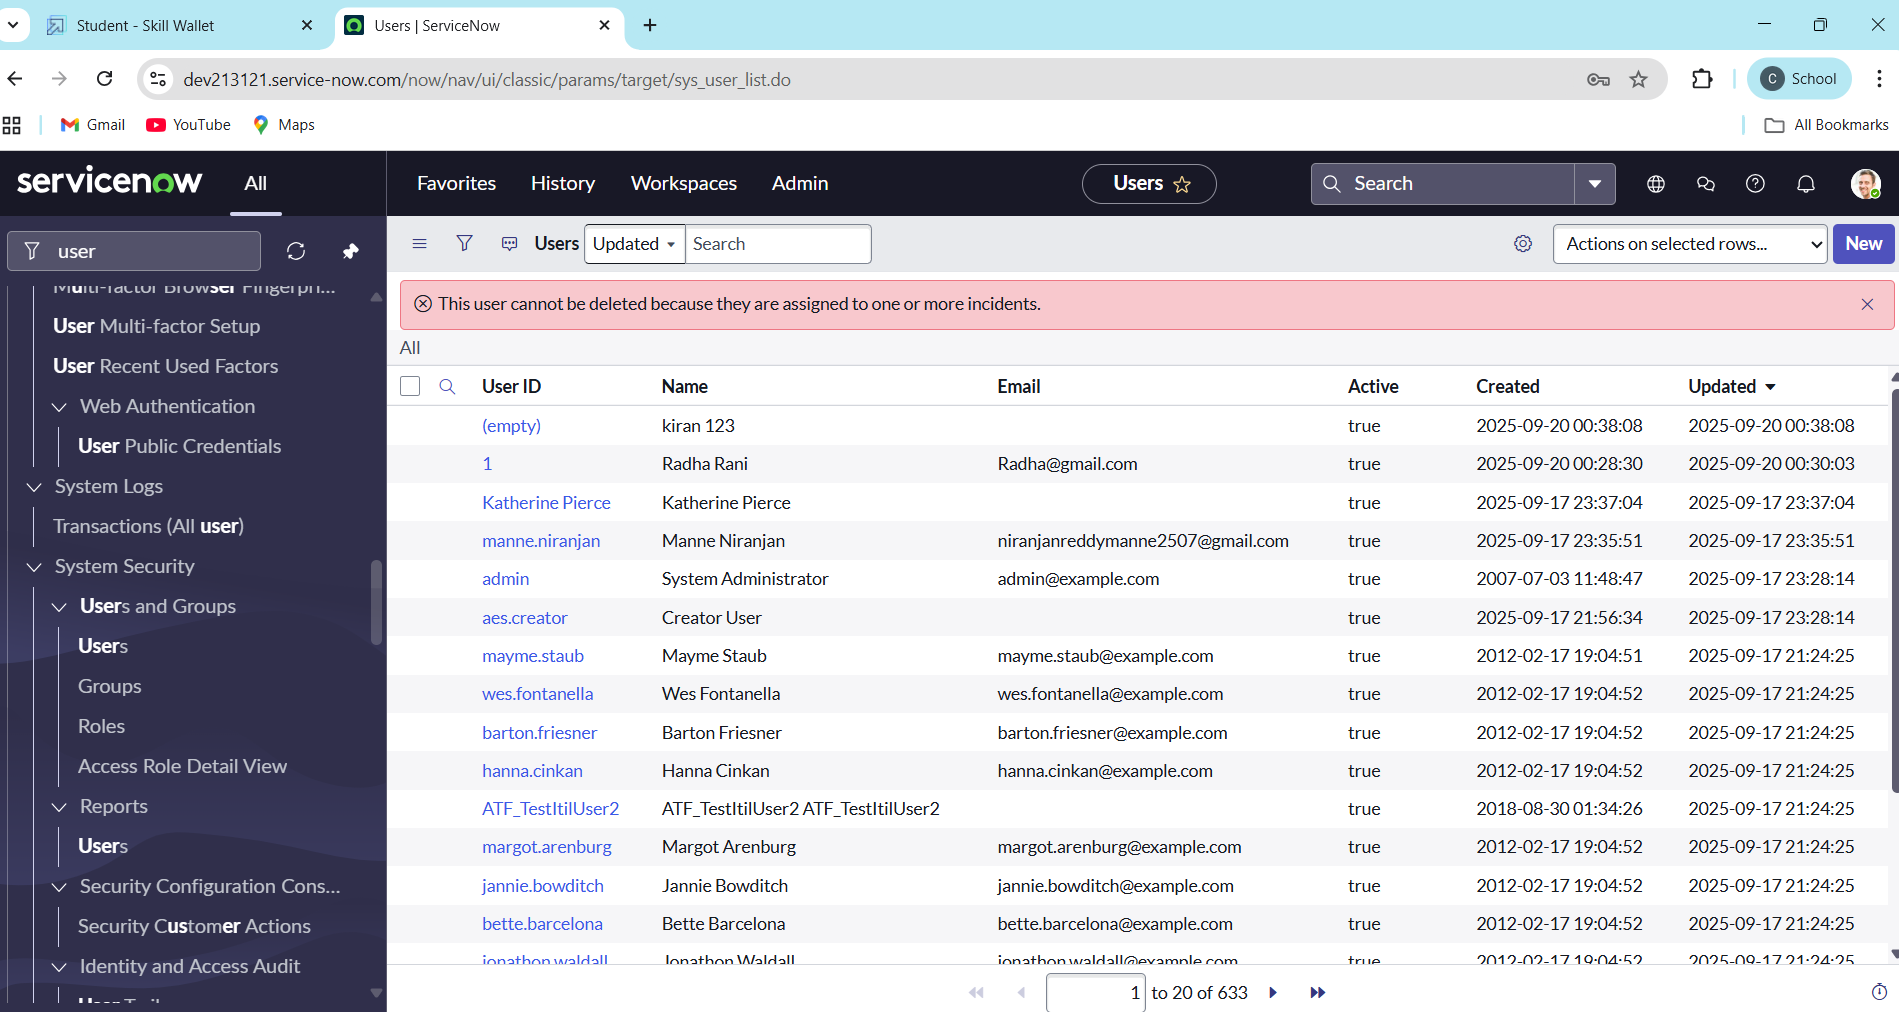 Student - Skill Wallet
Users | ServiceNow
dev213121.service-now.com/now/nav/ui/classic/params/target/sys_user_list.do
C School
Gmail YouTube Maps
All Bookmarks
servicenow All Favorites History Workspaces Admin Users Search
user
Multi-factor Browser Fingerpri...
User Multi-factor Setup
User Recent Used Factors
Web Authentication
User Public Credentials
System Logs
Transactions (All user)
System Security
Users and Groups
Users
Groups
Roles
Access Role Detail View
Reports
Users
Security Configuration Cons...
Security Customer Actions
Identity and Access Audit
Users Updated Search Actions on selected rows... New
This user cannot be deleted because they are assigned to one or more incidents.
All
User ID Name Email Active Created Updated
(empty) kiran 123 true 2025-09-20 00:38:08 2025-09-20 00:38:08
1 Radha Rani Radha@gmail.com true 2025-09-20 00:28:30 2025-09-20 00:30:03
Katherine Pierce Katherine Pierce true 2025-09-17 23:37:04 2025-09-17 23:37:04
manne.niranjan Manne Niranjan niranjanreddymanne2507@gmail.com true 2025-09-17 23:35:51 2025-09-17 23:35:51
admin System Administrator admin@example.com true 2007-07-03 11:48:47 2025-09-17 23:28:14
aes.creator Creator User true 2025-09-17 21:56:34 2025-09-17 23:28:14
mayme.staub Mayme Staub mayme.staub@example.com true 2012-02-17 19:04:51 2025-09-17 21:24:25
wes.fontanella Wes Fontanella wes.fontanella@example.com true 2012-02-17 19:04:52 2025-09-17 21:24:25
barton.friesner Barton Friesner barton.friesner@example.com true 2012-02-17 19:04:52 2025-09-17 21:24:25
hanna.cinkan Hanna Cinkan hanna.cinkan@example.com true 2012-02-17 19:04:52 2025-09-17 21:24:25
ATF_TestItilUser2 ATF_TestItilUser2 ATF_TestItilUser2 true 2018-08-30 01:34:26 2025-09-17 21:24:25
margot.arenburg Margot Arenburg margot.arenburg@example.com true 2012-02-17 19:04:52 2025-09-17 21:24:25
jannie.bowditch Jannie Bowditch jannie.bowditch@example.com true 2012-02-17 19:04:52 2025-09-17 21:24:25
bette.barcelona Bette Barcelona bette.barcelona@example.com true 2012-02-17 19:04:52 2025-09-17 21:24:25
jonathon.waldall Jonathon Waldall jonathon.waldall@example.com true 2012-02-17 19:04:52 2025-09-17 21:24:25
1 to 20 of 633